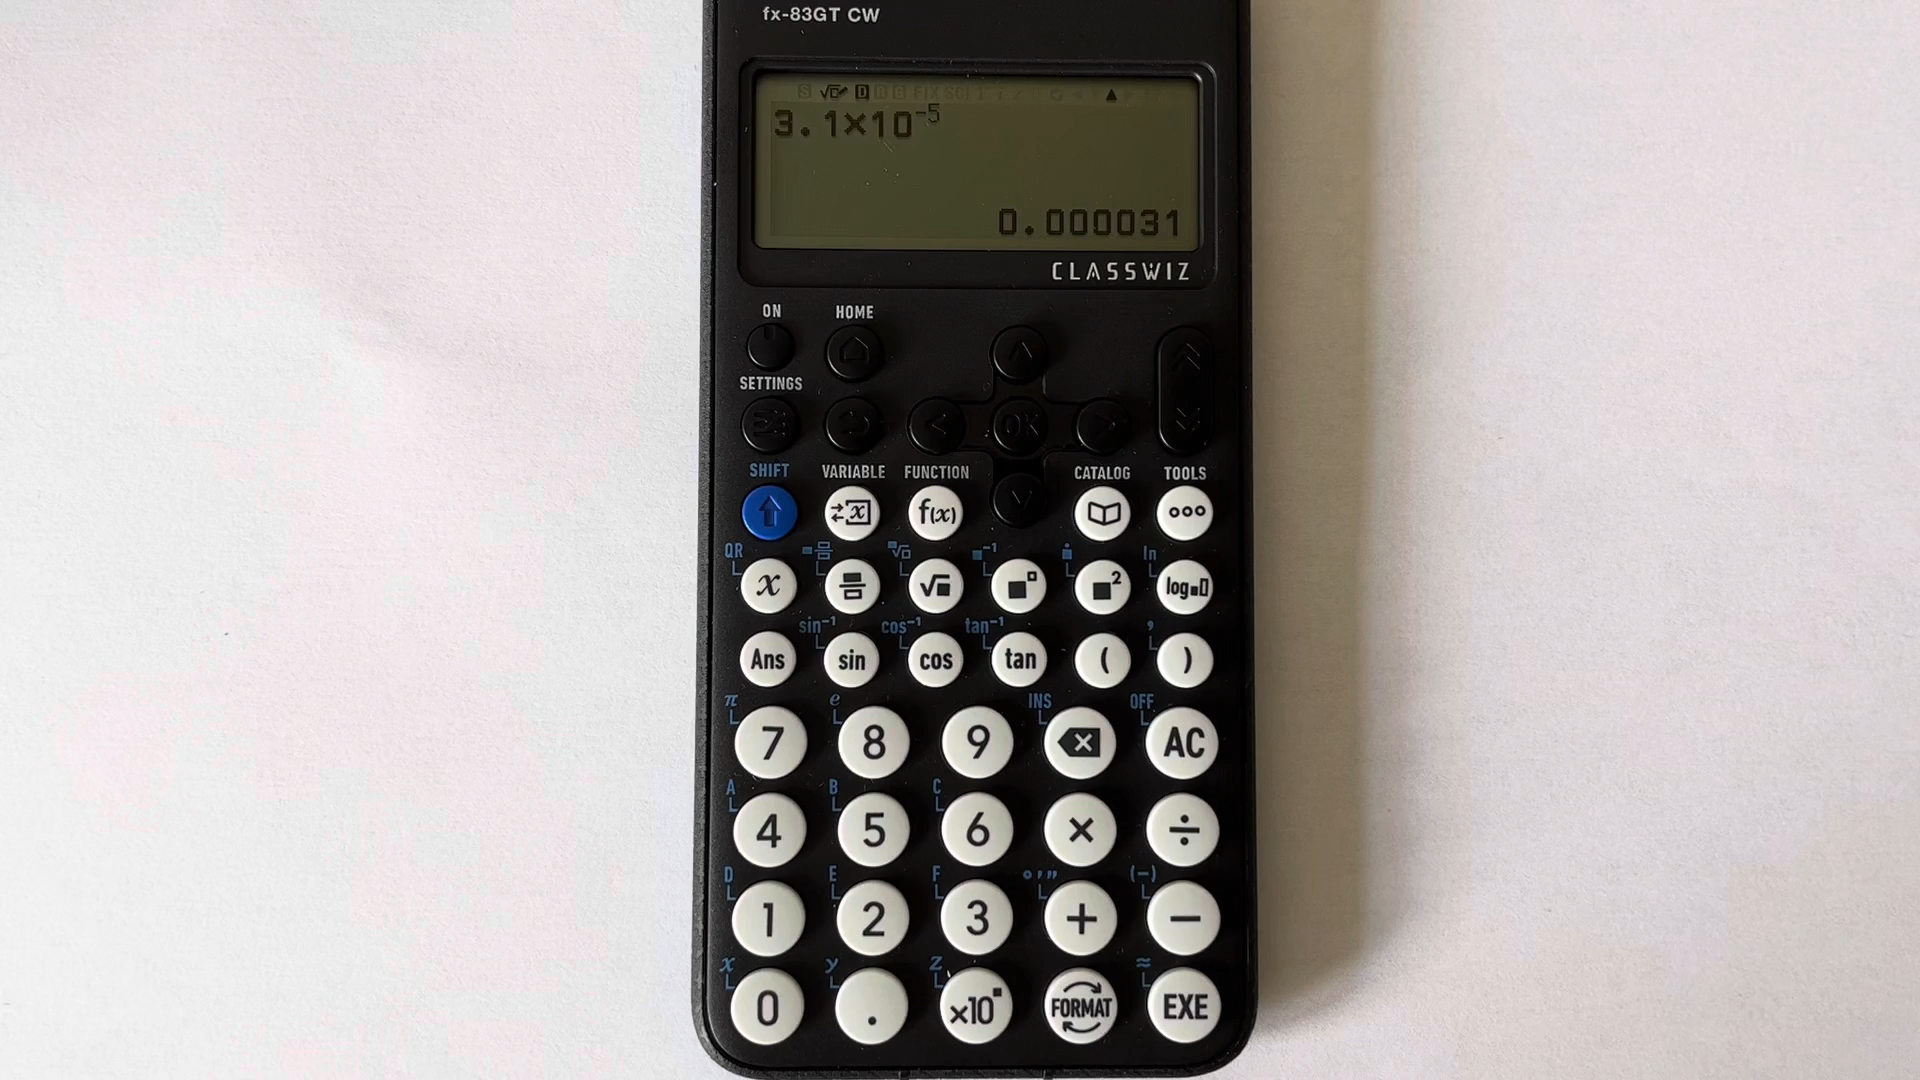 fx-83GT CW
√▢ D ▲
3.1×10⁻⁵
0.000031
CLASSWIZ
ON HOME
SETTINGS
< OK >
SHIFT VARIABLE FUNCTION CATALOG TOOLS
x f(x)
QR ln
x √ log
sin⁻¹ cos⁻¹ tan⁻¹ ,
Ans sin cos tan ( )
π e INS OFF
7 8 9 AC
A B C
4 5 6 × ÷
D E F ° ’ ” (−)
1 2 3 + −
x y z ≈
0 . ×10 FORMAT EXE